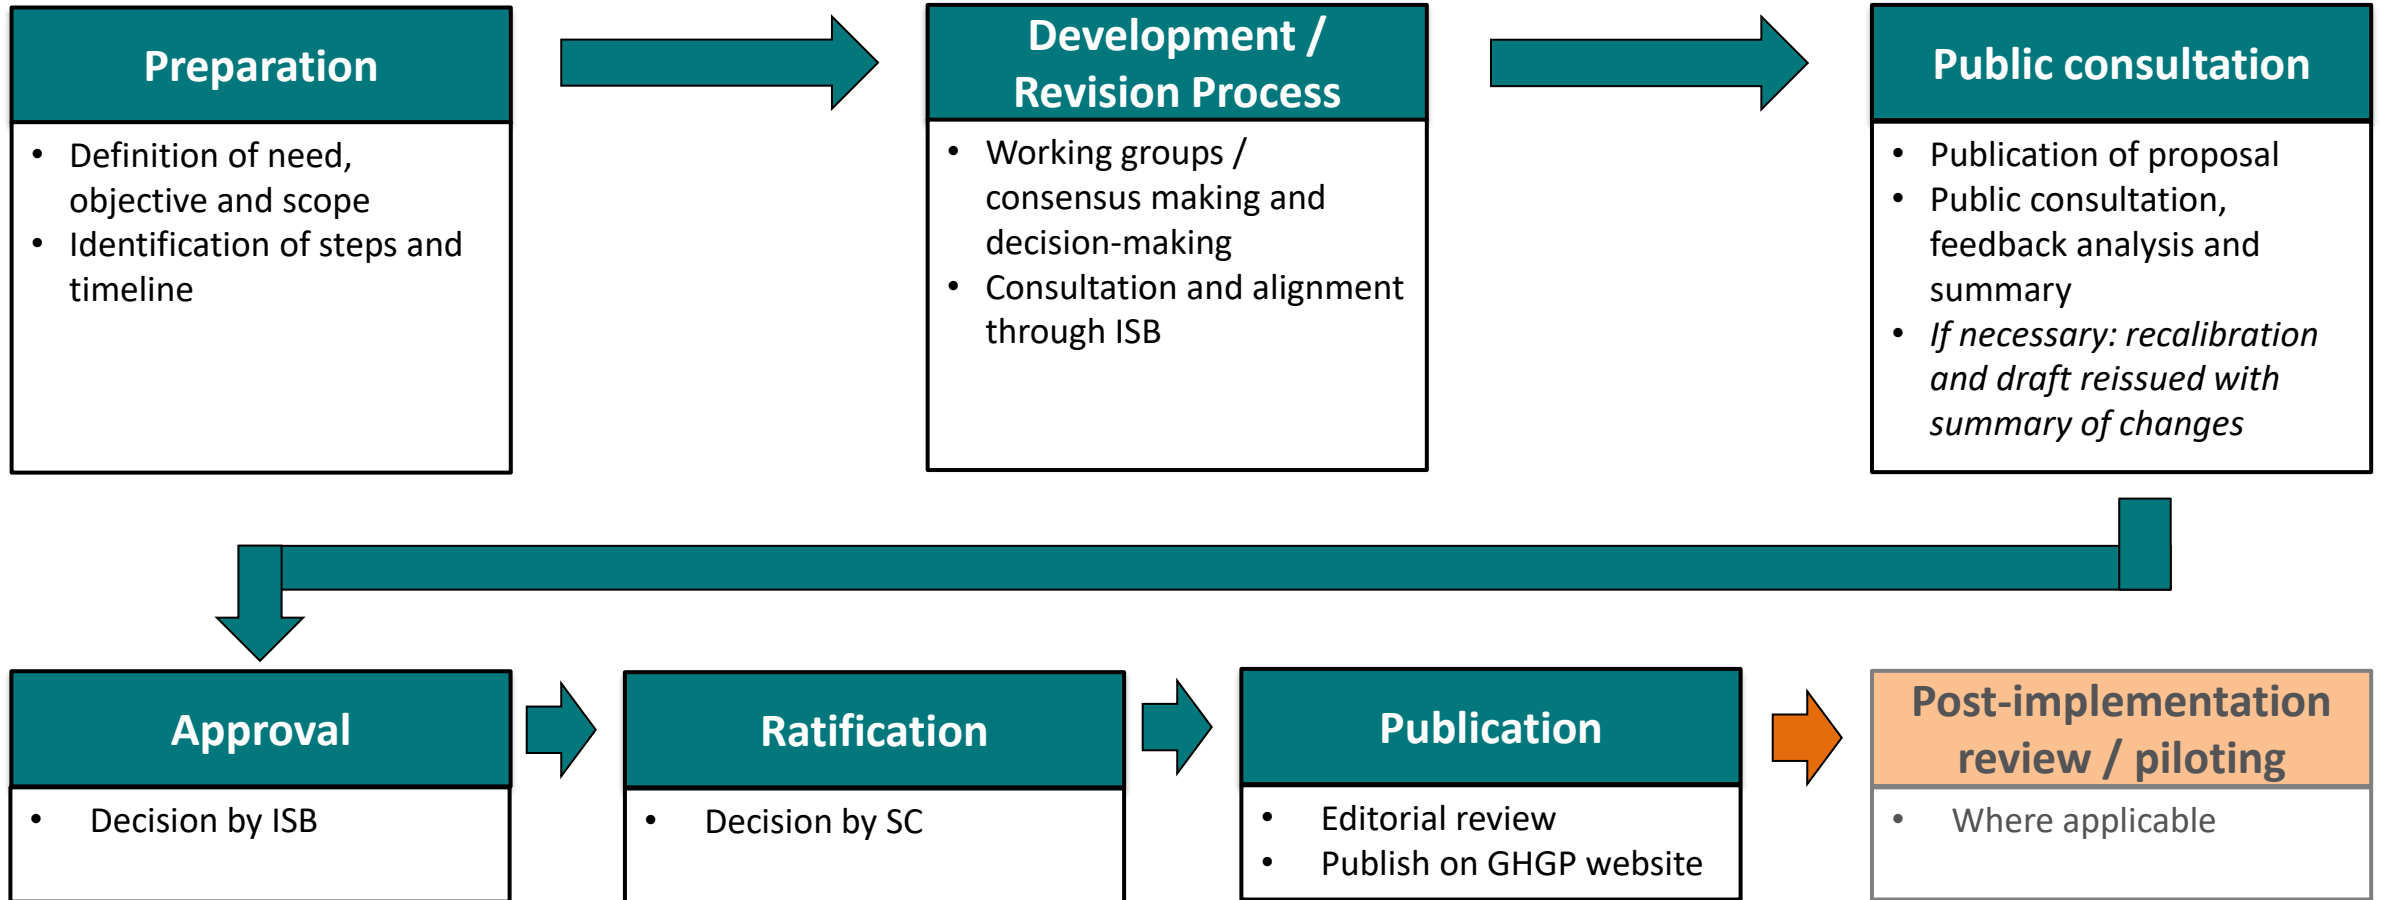 Preparation
• Definition of need,
objective and scope
• Identification of steps and
timeline
Development /
Revision Process
• Working groups /
consensus making and
decision-making
• Consultation and alignment
through ISB
Public consultation
• Publication of proposal
• Public consultation,
feedback analysis and
summary
• If necessary: recalibration
and draft reissued with
summary of changes
Approval
• Decision by ISB
Ratification
• Decision by SC
Publication
• Editorial review
• Publish on GHGP website
Post-implementation
review / piloting
• Where applicable